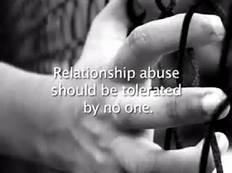 Relationship abuse
should be tolerated
by no one.